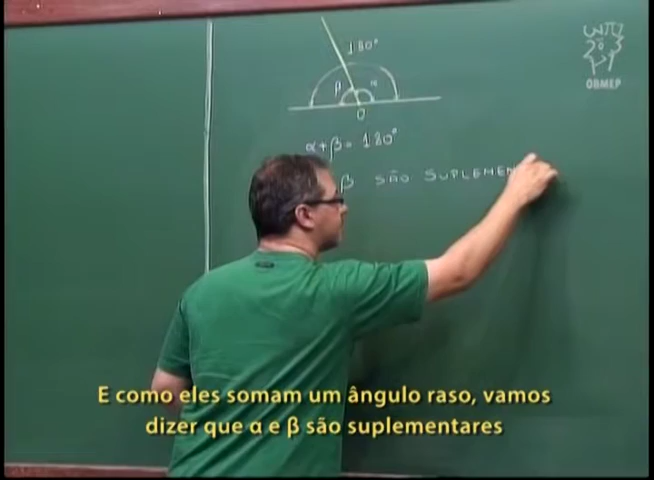 180°
β α
O
α+β = 180°
β SÃO SUPLEMEN
OBMEP
E como eles somam um ângulo raso, vamos
dizer que α e β são suplementares